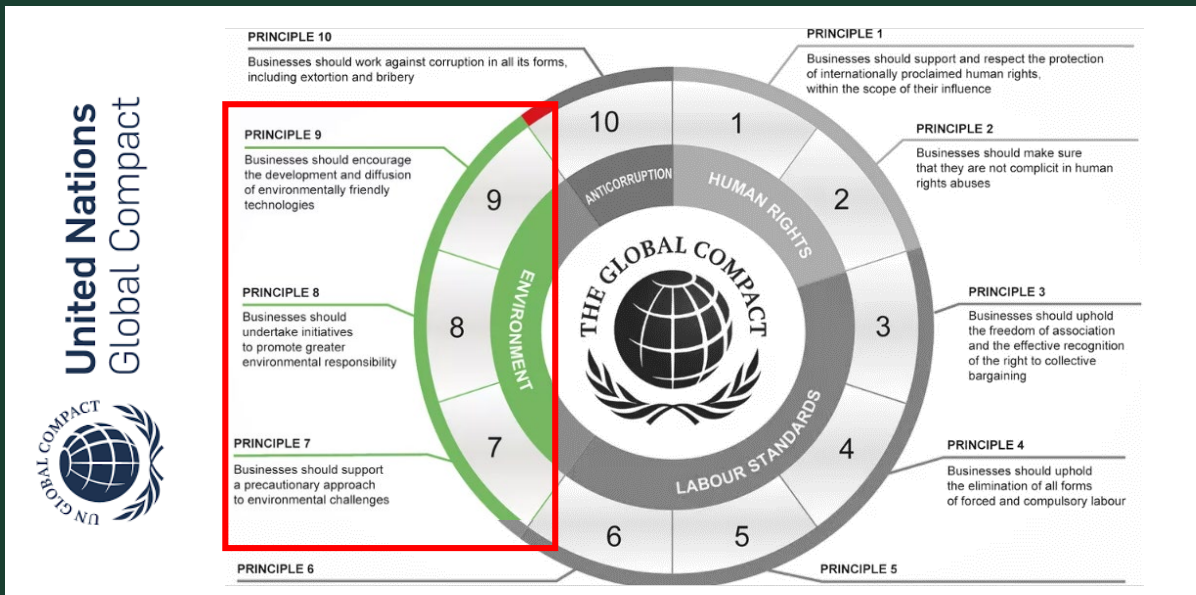 United Nations
Global Compact
UN GLOBAL COMPACT
PRINCIPLE 10
Businesses should work against corruption in all its forms,
including extortion and bribery
PRINCIPLE 1
Businesses should support and respect the protection
of internationally proclaimed human rights,
within the scope of their influence
PRINCIPLE 9
Businesses should encourage
the development and diffusion
of environmentally friendly
technologies
PRINCIPLE 2
Businesses should make sure
that they are not complicit in human
rights abuses
PRINCIPLE 8
Businesses should
undertake initiatives
to promote greater
environmental responsibility
PRINCIPLE 3
Businesses should uphold
the freedom of association
and the effective recognition
of the right to collective
bargaining
PRINCIPLE 7
Businesses should support
a precautionary approach
to environmental challenges
PRINCIPLE 4
Businesses should uphold
the elimination of all forms
of forced and compulsory labour
PRINCIPLE 6
PRINCIPLE 5
10
1
9
2
8
3
7
4
6
5
ANTICORRUPTION
HUMAN RIGHTS
ENVIRONMENT
LABOUR STANDARDS
THE GLOBAL COMPACT